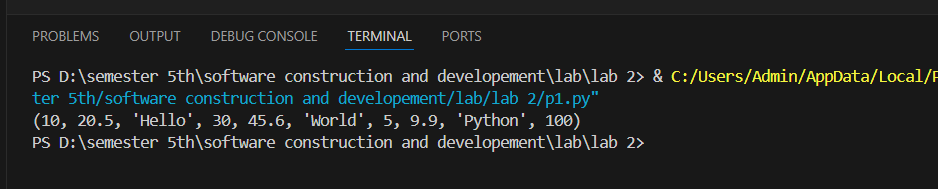 PROBLEMS OUTPUT DEBUG CONSOLE TERMINAL PORTS
PS D:\semester 5th\software construction and developement\lab\lab 2> & C:/Users/Admin/AppData/Local/
ter 5th/software construction and developement/lab/lab 2/p1.py"
(10, 20.5, 'Hello', 30, 45.6, 'World', 5, 9.9, 'Python', 100)
PS D:\semester 5th\software construction and developement\lab\lab 2>